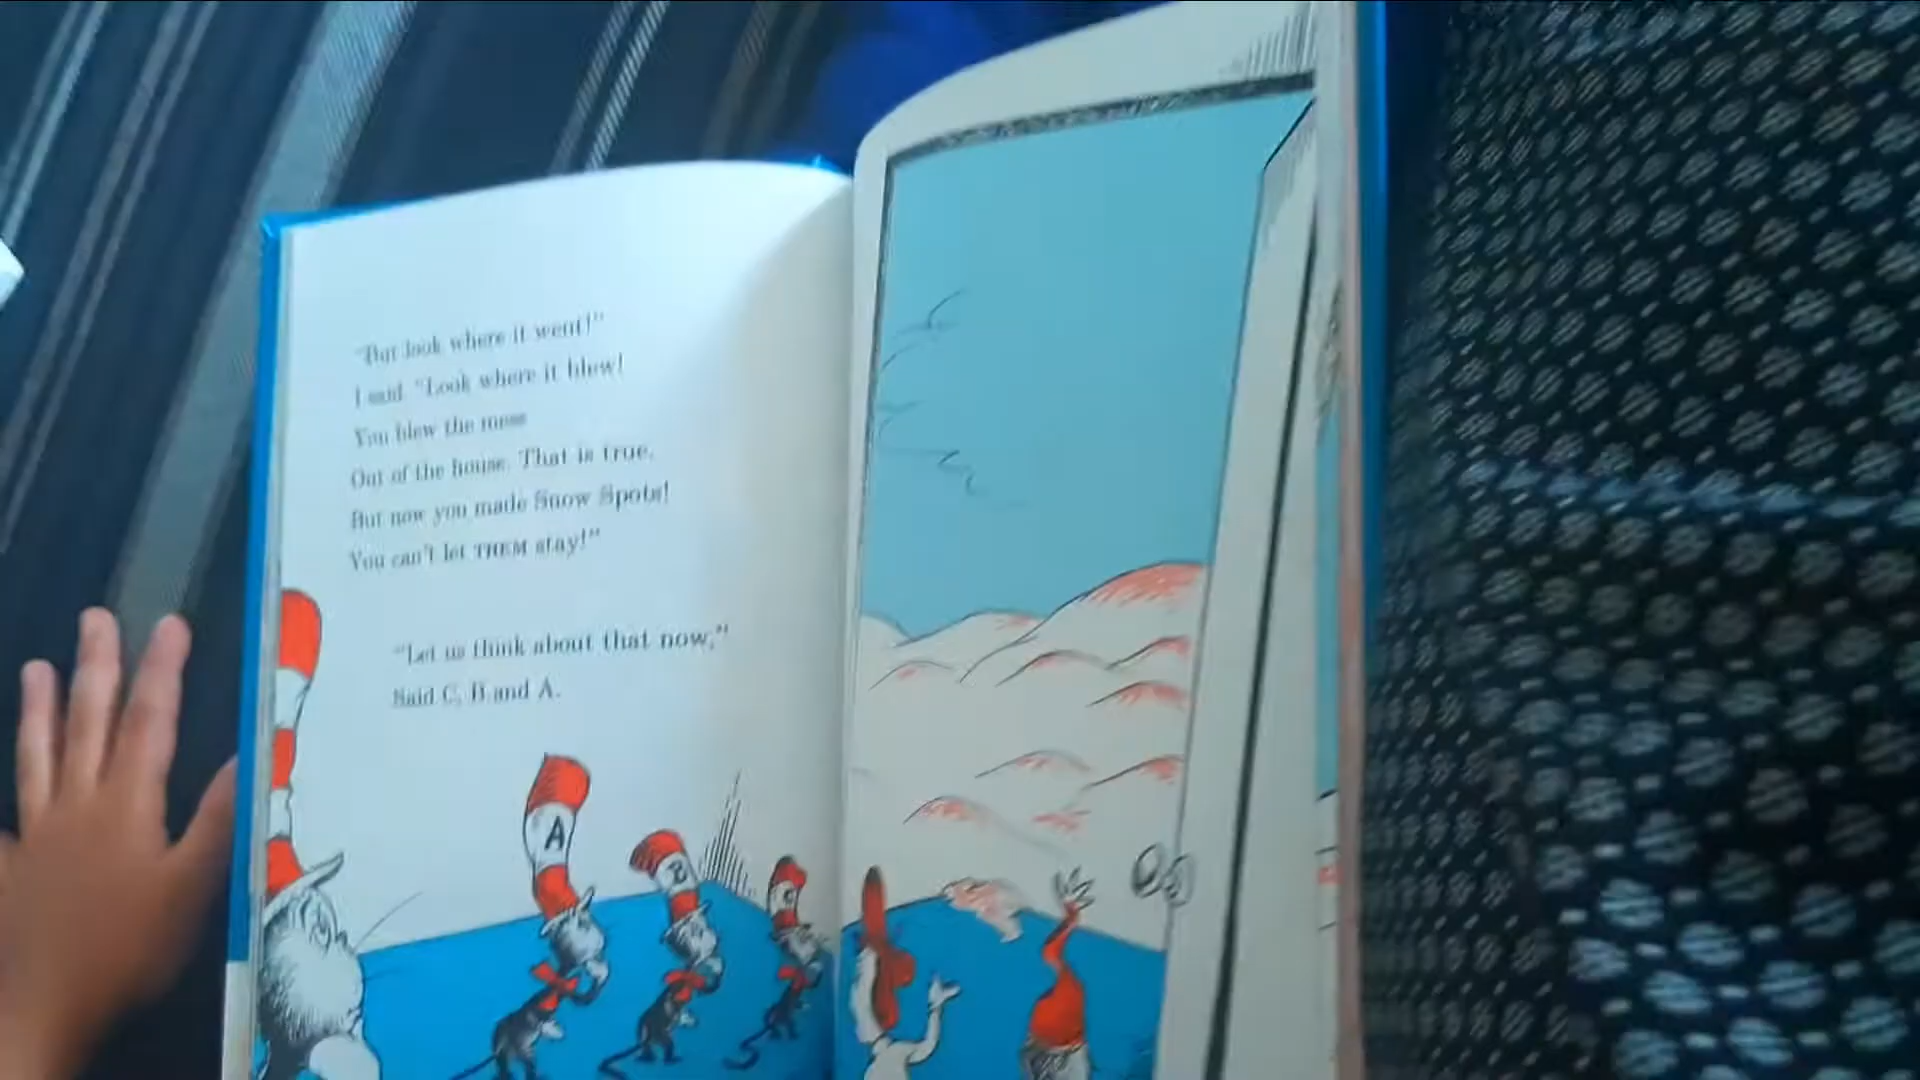 "But look where it went!"
I said. "Look where it blew!
You blew the mess
Out of the house. That is true.
But now you made Snow Spots!
You can't let THEM stay!"
"Let us think about that now,"
Said C, B and A.
A
B
C